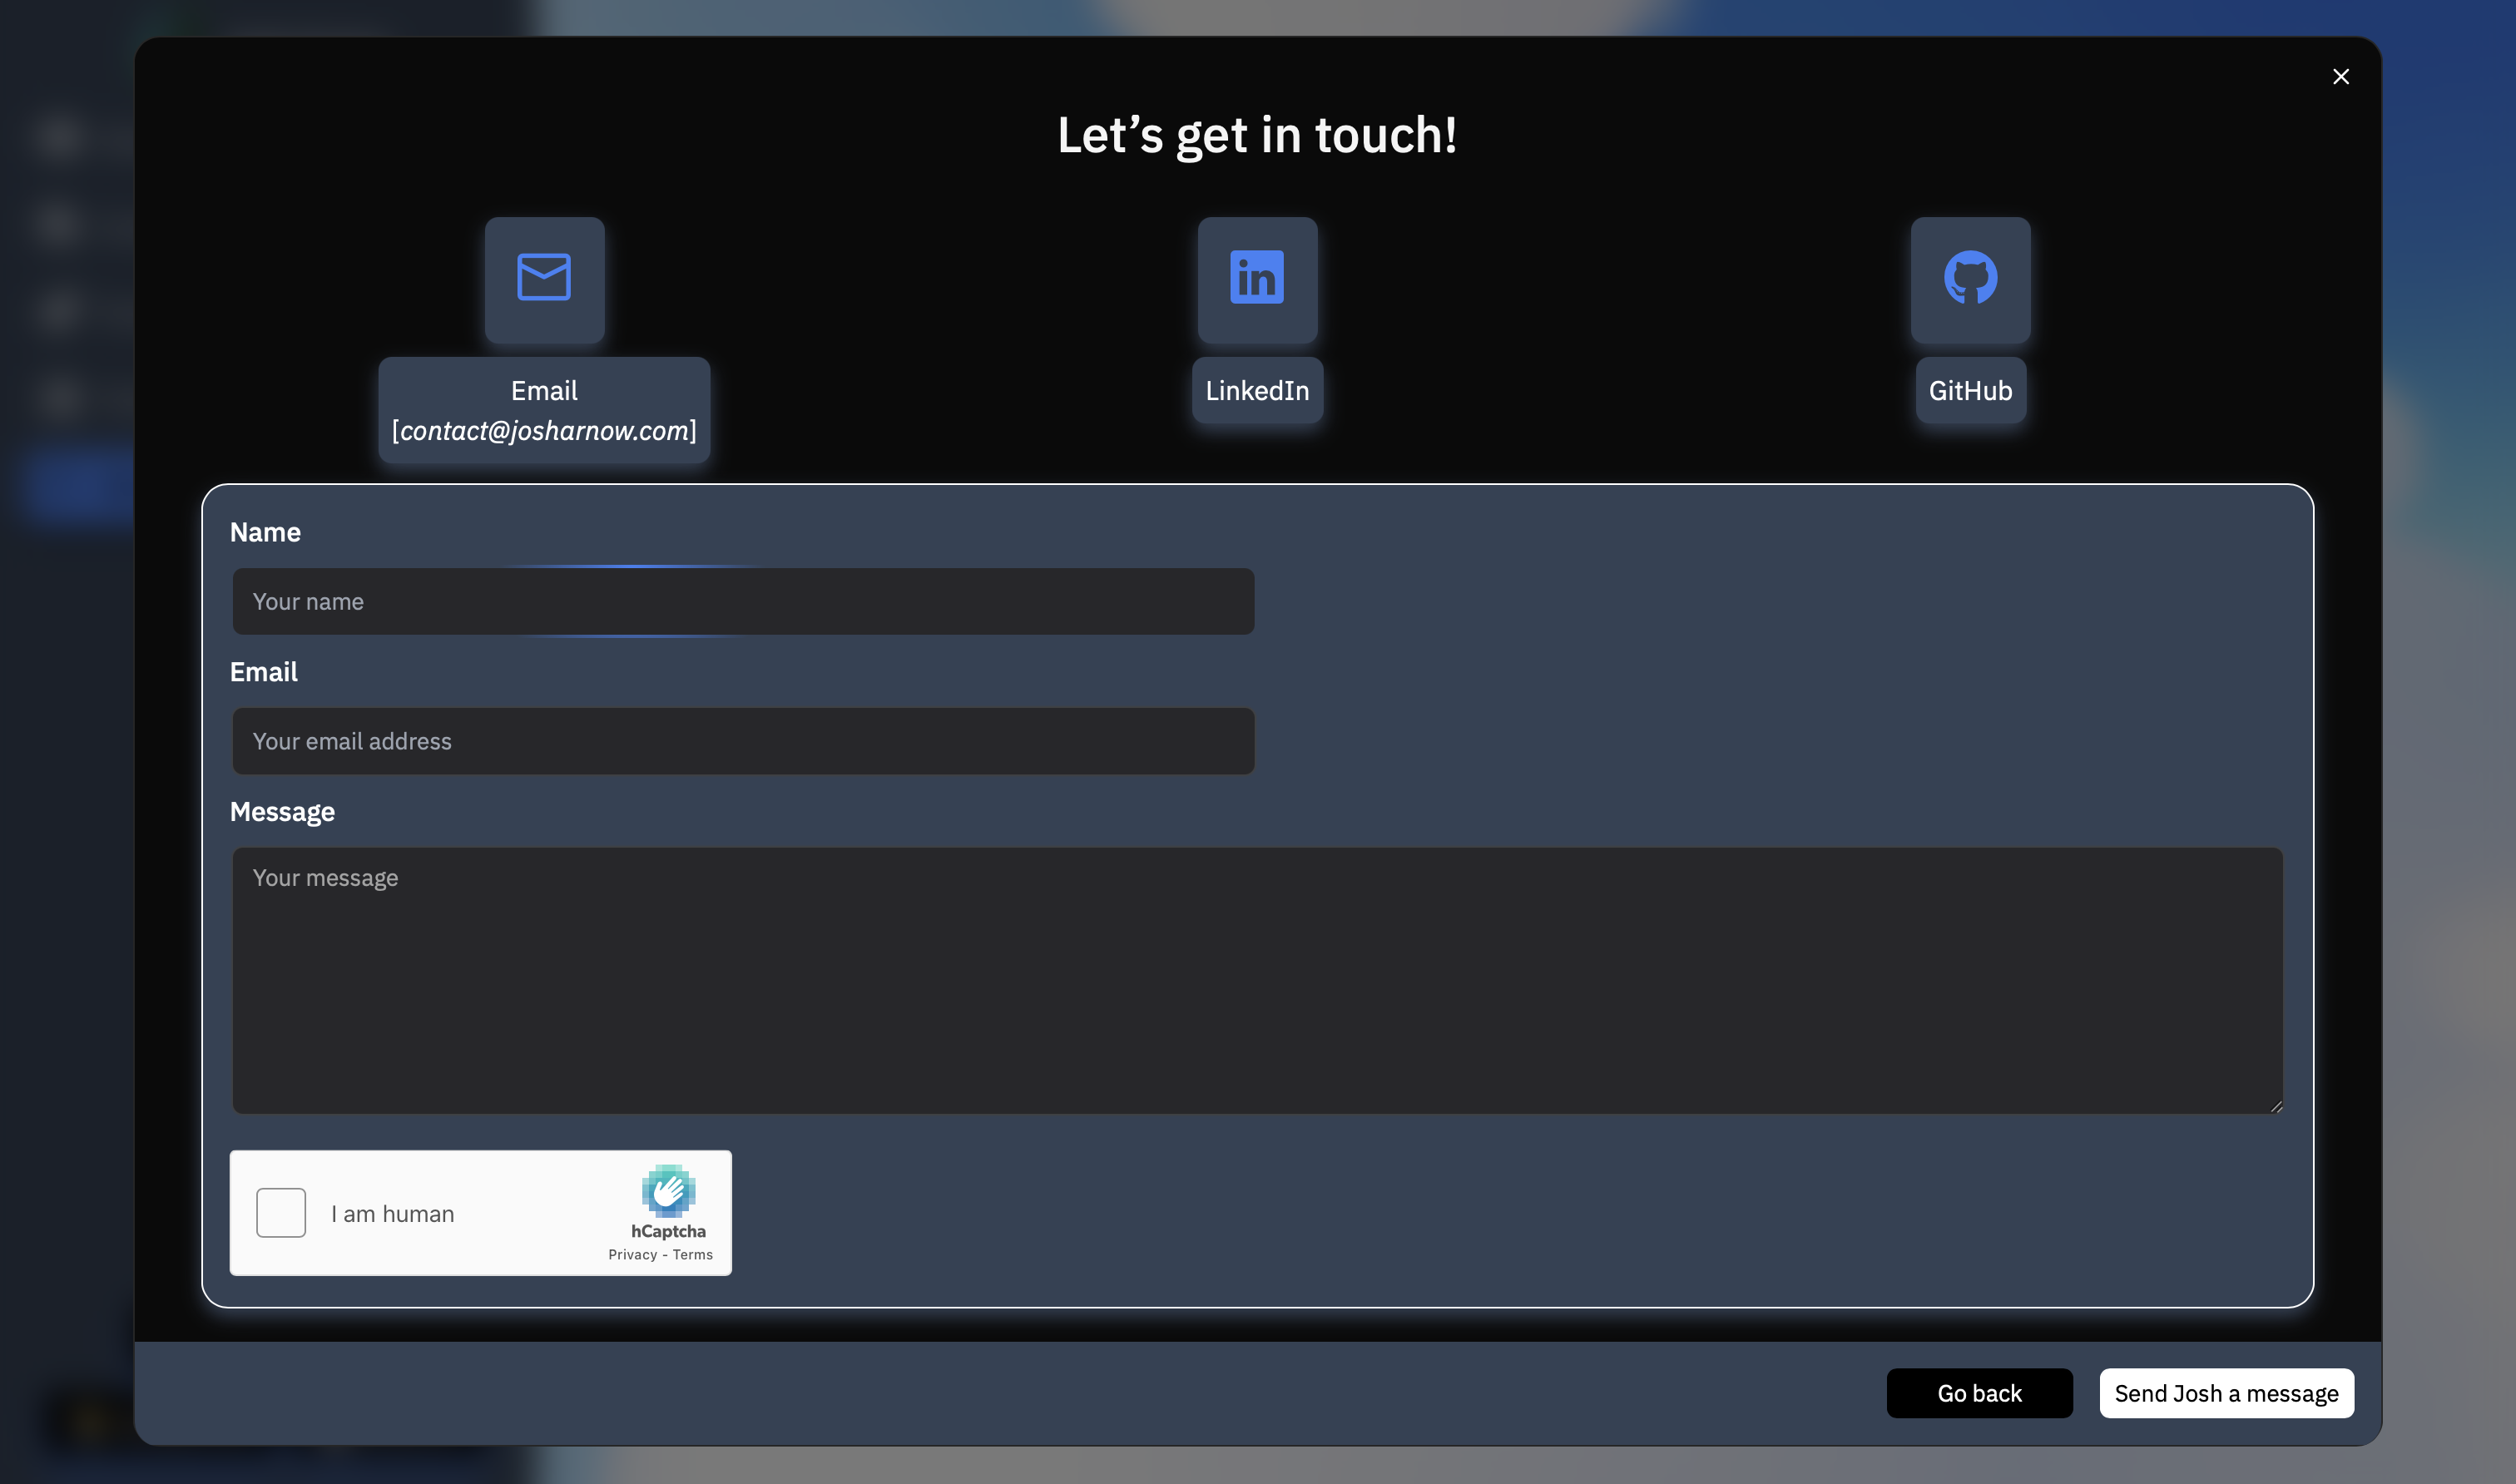 Let’s get in touch!
Email
[contact@josharnow.com]
LinkedIn
GitHub
Name
Your name
Email
Your email address
Message
Your message
I am human
hCaptcha
Privacy - Terms
Go back
Send Josh a message